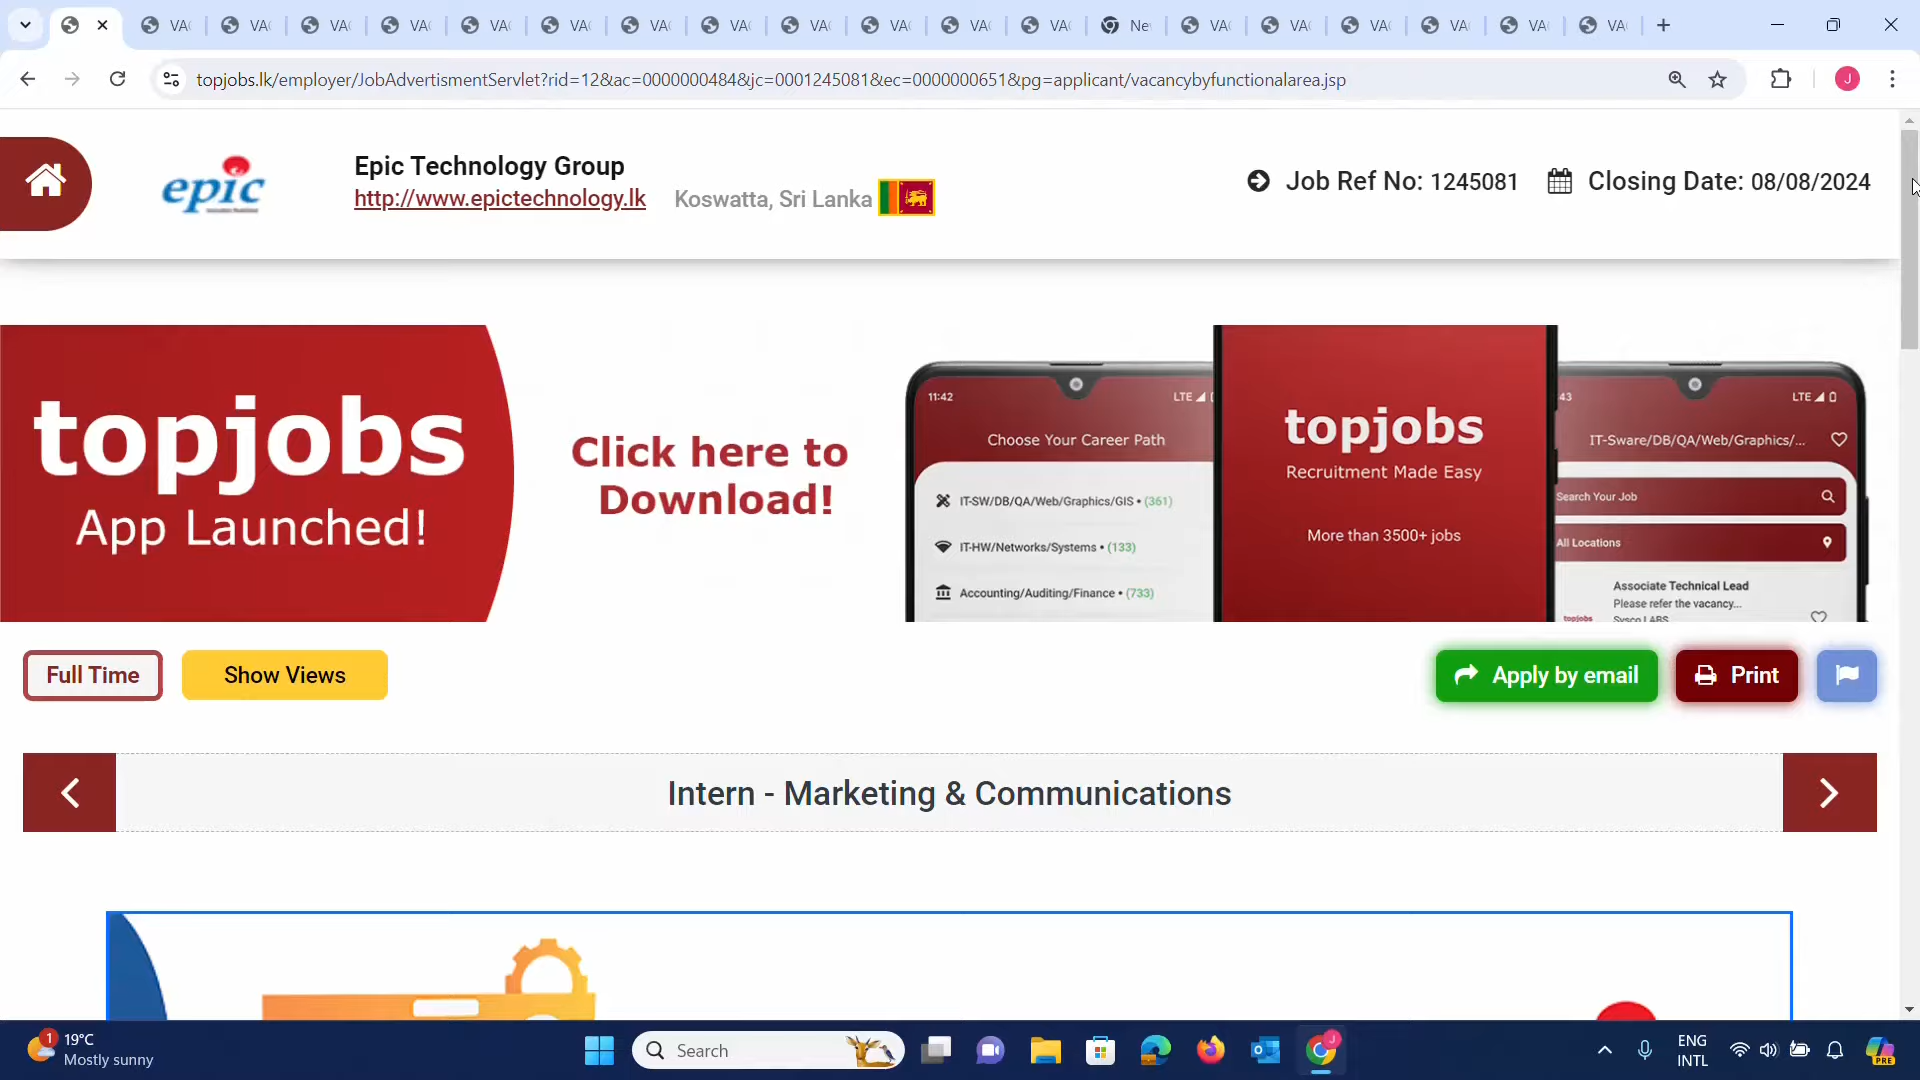 VA
VA
VA
VA
VA
VA
VA
VA
VA
VA
VA
VA
Ne
VA
VA
VA
VA
VA
VA
topjobs.lk/employer/JobAdvertismentServlet?rid=12&ac=0000000484&jc=0001245081&ec=0000000651&pg=applicant/vacancybyfunctionalarea.jsp
J
epic
Epic Technology Group
http://www.epictechnology.lk
Koswatta, Sri Lanka
Job Ref No: 1245081
Closing Date: 08/08/2024
topjobs
App Launched!
Click here to
Download!
11:42
LTE
Choose Your Career Path
IT-SW/DB/QA/Web/Graphics/GIS • (361)
IT-HW/Networks/Systems • (133)
Accounting/Auditing/Finance • (733)
topjobs
Recruitment Made Easy
More than 3500+ jobs
43
LTE
IT-Sware/DB/QA/Web/Graphics/...
Search Your Job
All Locations
Associate Technical Lead
Please refer the vacancy...
Sysco LABS
topjobs
Full Time
Show Views
Apply by email
Print
Intern - Marketing & Communications
1
19°C
Mostly sunny
Search
J
ENG
INTL
PRE